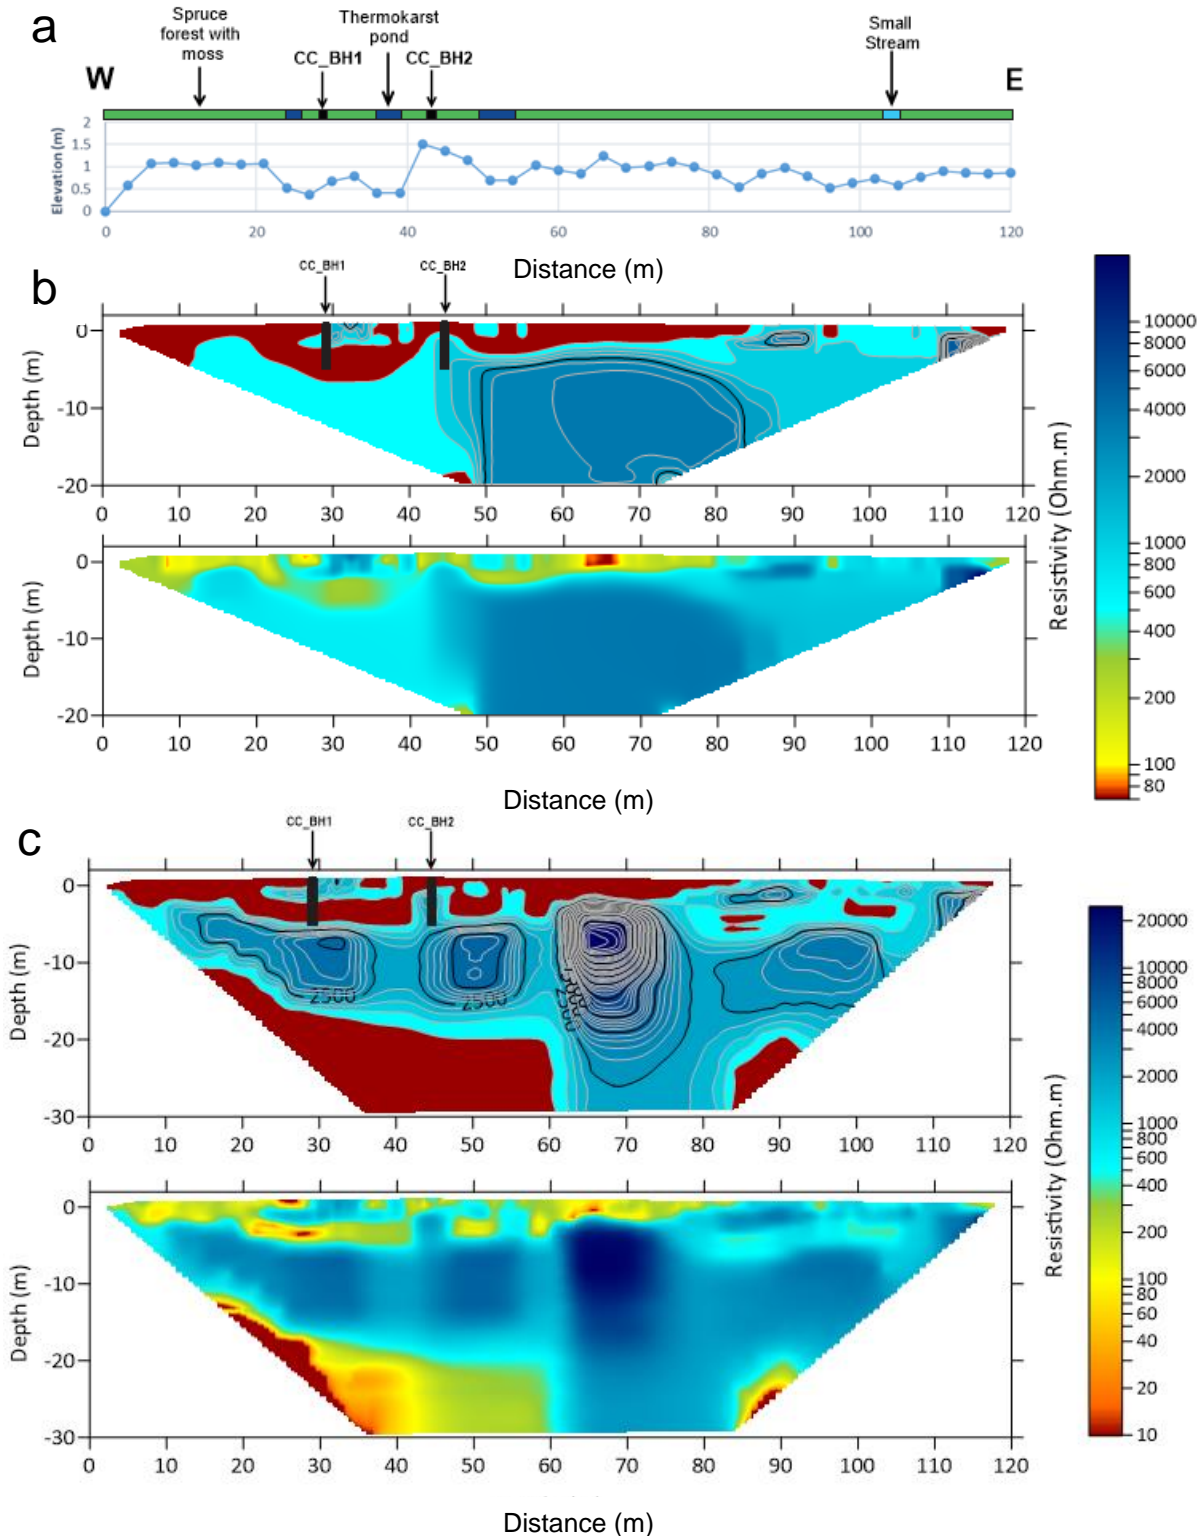 a
Spruce
forest with
moss
Thermokarst
pond
Small
Stream
CC_BH1
CC_BH2
W
E
Elevation (m)
2
1.5
1
0.5
0
0 20 40 60 80 100 120
Distance (m)
b
CC_BH1
CC_BH2
Depth (m)
0
-10
-20
0 10 20 30 40 50 60 70 80 90 100 110 120
Depth (m)
0
-10
-20
0 10 20 30 40 50 60 70 80 90 100 110 120
Distance (m)
Resistivity (Ohm.m)
10000
6000
4000
2000
1000
800
600
400
200
100
80
c
CC_BH1
CC_BH2
Depth (m)
0
-10
-20
-30
2500
2500
2500
0 10 20 30 40 50 60 70 80 90 100 110 120
Depth (m)
0
-10
-20
-30
0 10 20 30 40 50 60 70 80 90 100 110 120
Distance (m)
Resistivity (Ohm.m)
20000
10000
6000
4000
2000
1000
800
600
400
200
100
80
60
40
20
10